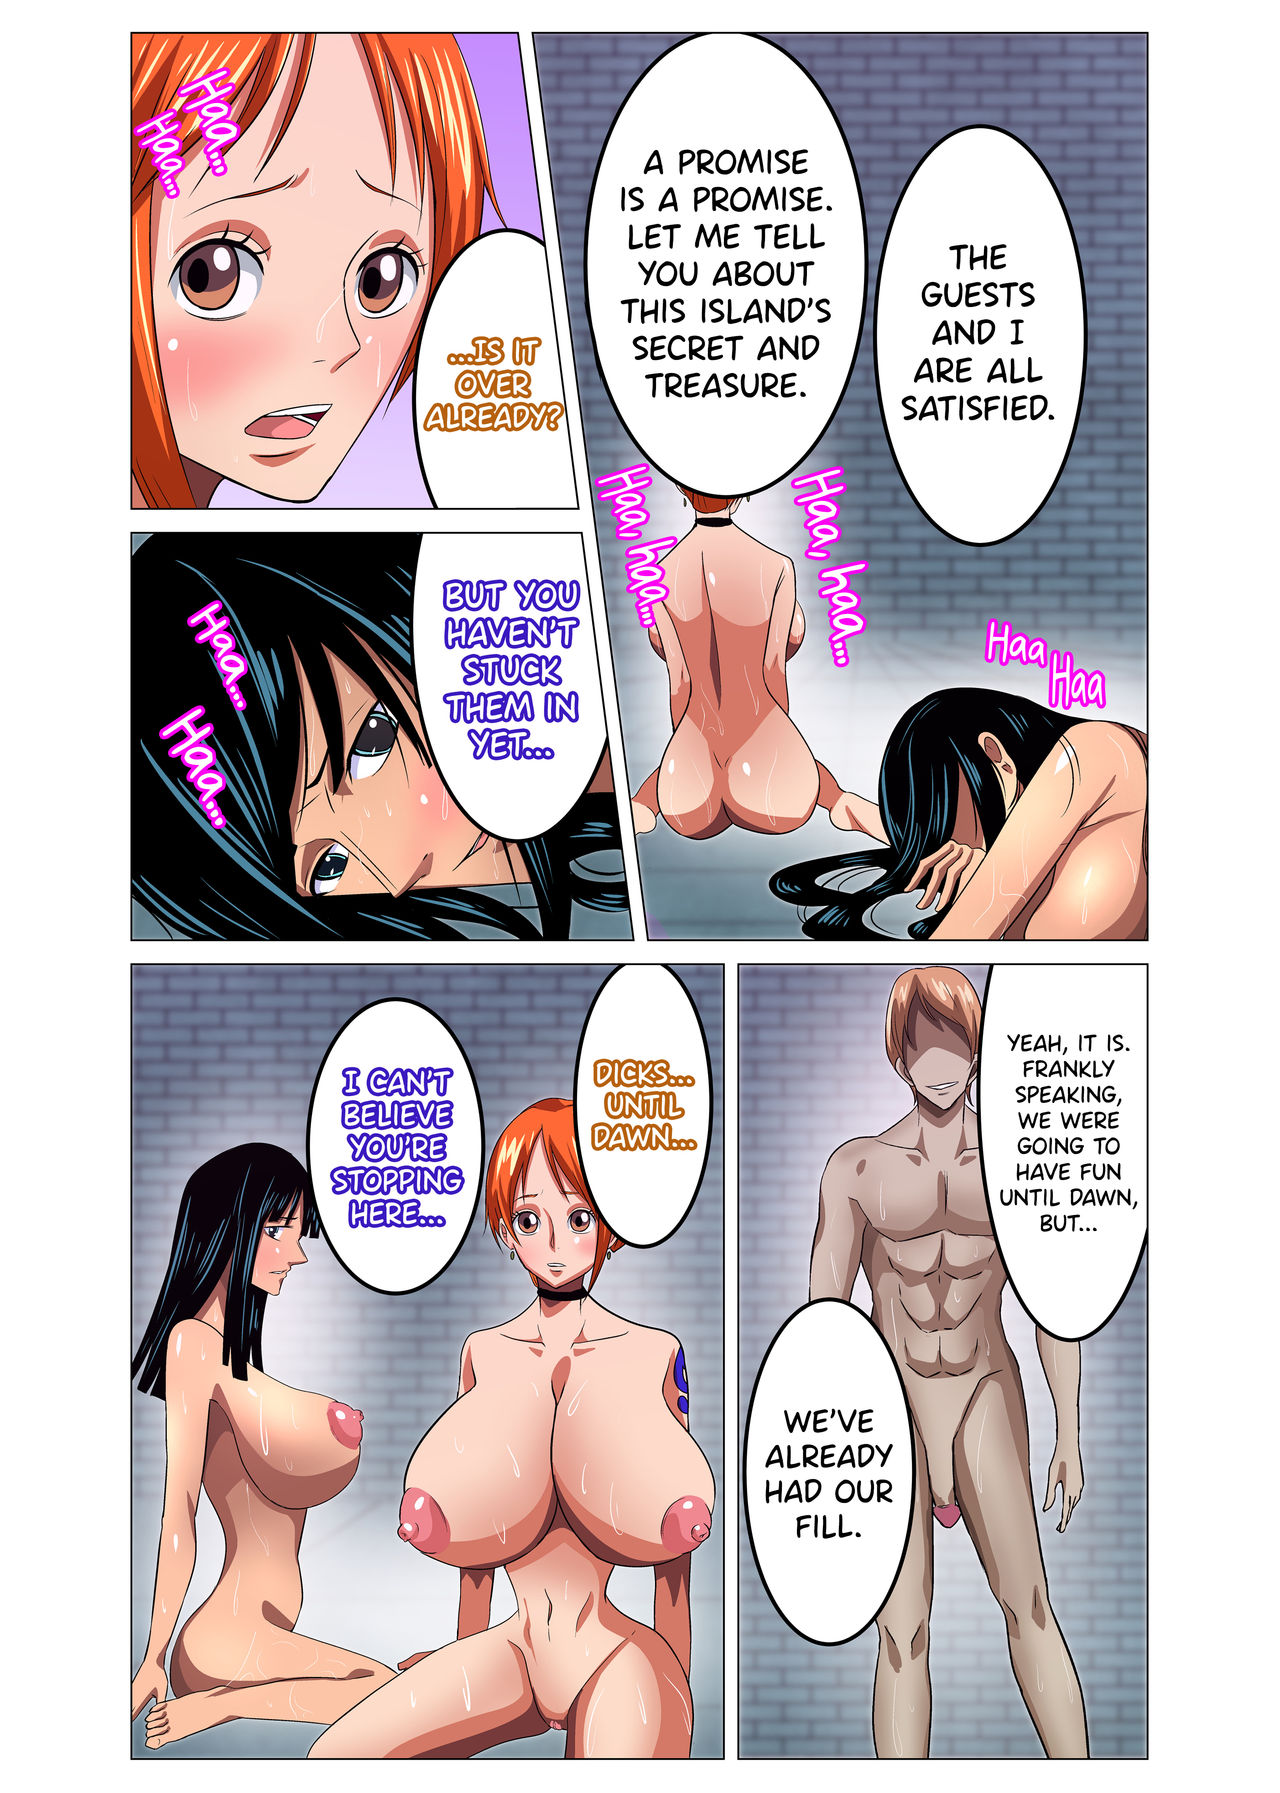 THE
GUESTS
AND I
ARE ALL
SATISFIED.
A PROMISE
IS A PROMISE.
LET ME TELL
YOU ABOUT
THIS ISLAND'S
SECRET AND
TREASURE.
Haa, haa...
Haa, haa...
Haa
Haa
Haa...
Haa...
...IS IT
OVER
ALREADY?
BUT YOU
HAVEN'T
STUCK
THEM IN
YET...
Haa...
Haa...
YEAH, IT IS.
FRANKLY
SPEAKING,
WE WERE
GOING TO
HAVE FUN
UNTIL DAWN,
BUT...
WE'VE
ALREADY
HAD OUR
FILL.
DICKS...
UNTIL
DAWN...
I CAN'T
BELIEVE
YOU'RE
STOPPING
HERE...